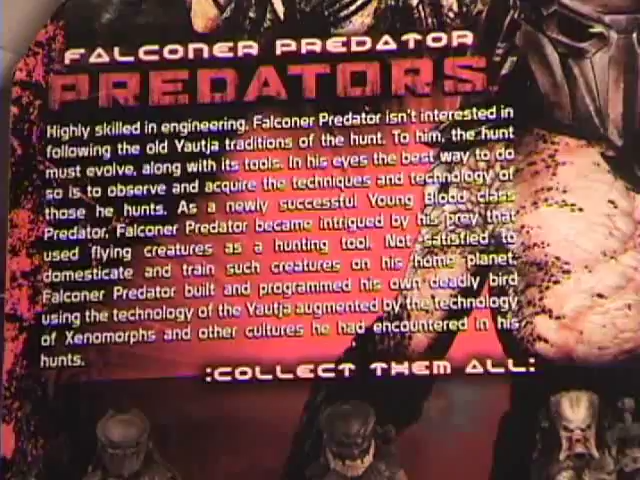 FALCONER PREDATOR
PREDATORS
Highly skilled in engineering, Falconer Predator isn't interested in
following the old Yautja traditions of the hunt. To him, the hunt
must evolve, along with its tools. In his eyes the best way to do
so is to observe and acquire the techniques and technology of
those he hunts. As a newly successful Young Blood class
Predator, Falconer Predator became intrigued by his prey that
used flying creatures as a hunting tool. Not satisfied to
domesticate and train such creatures on his home planet,
Falconer Predator built and programmed his own deadly bird
using the technology of the Yautja augmented by the technology
of Xenomorphs and other cultures he had encountered in his
hunts.
:COLLECT THEM ALL: